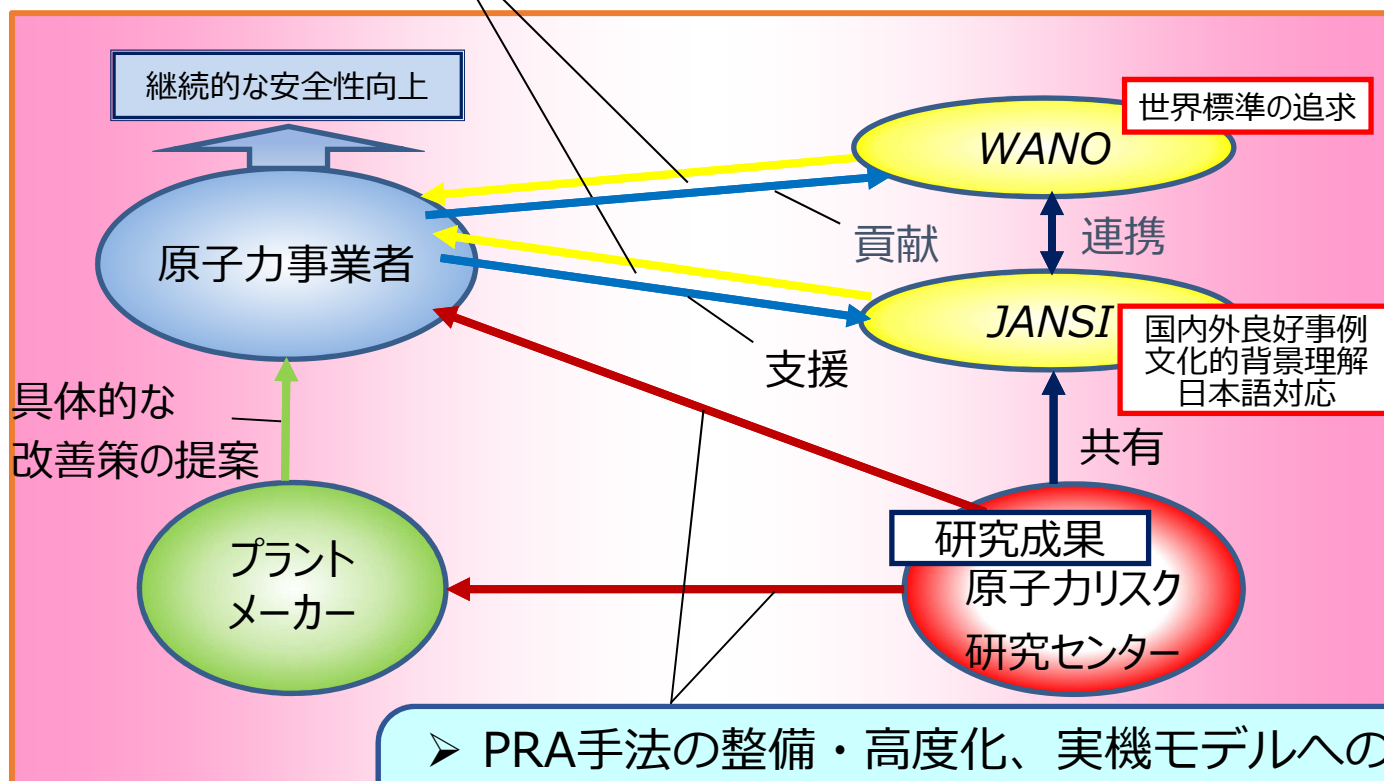 継続的な安全性向上
世界標準の追求
WANO
貢献
連携
原子力事業者
JANSI
国内外良好事例
文化的背景理解
日本語対応
支援
具体的な
改善策の提案
共有
研究成果
プラント
メーカー
原子力リスク
研究センター
➢ PRA手法の整備・高度化、実機モデルへの